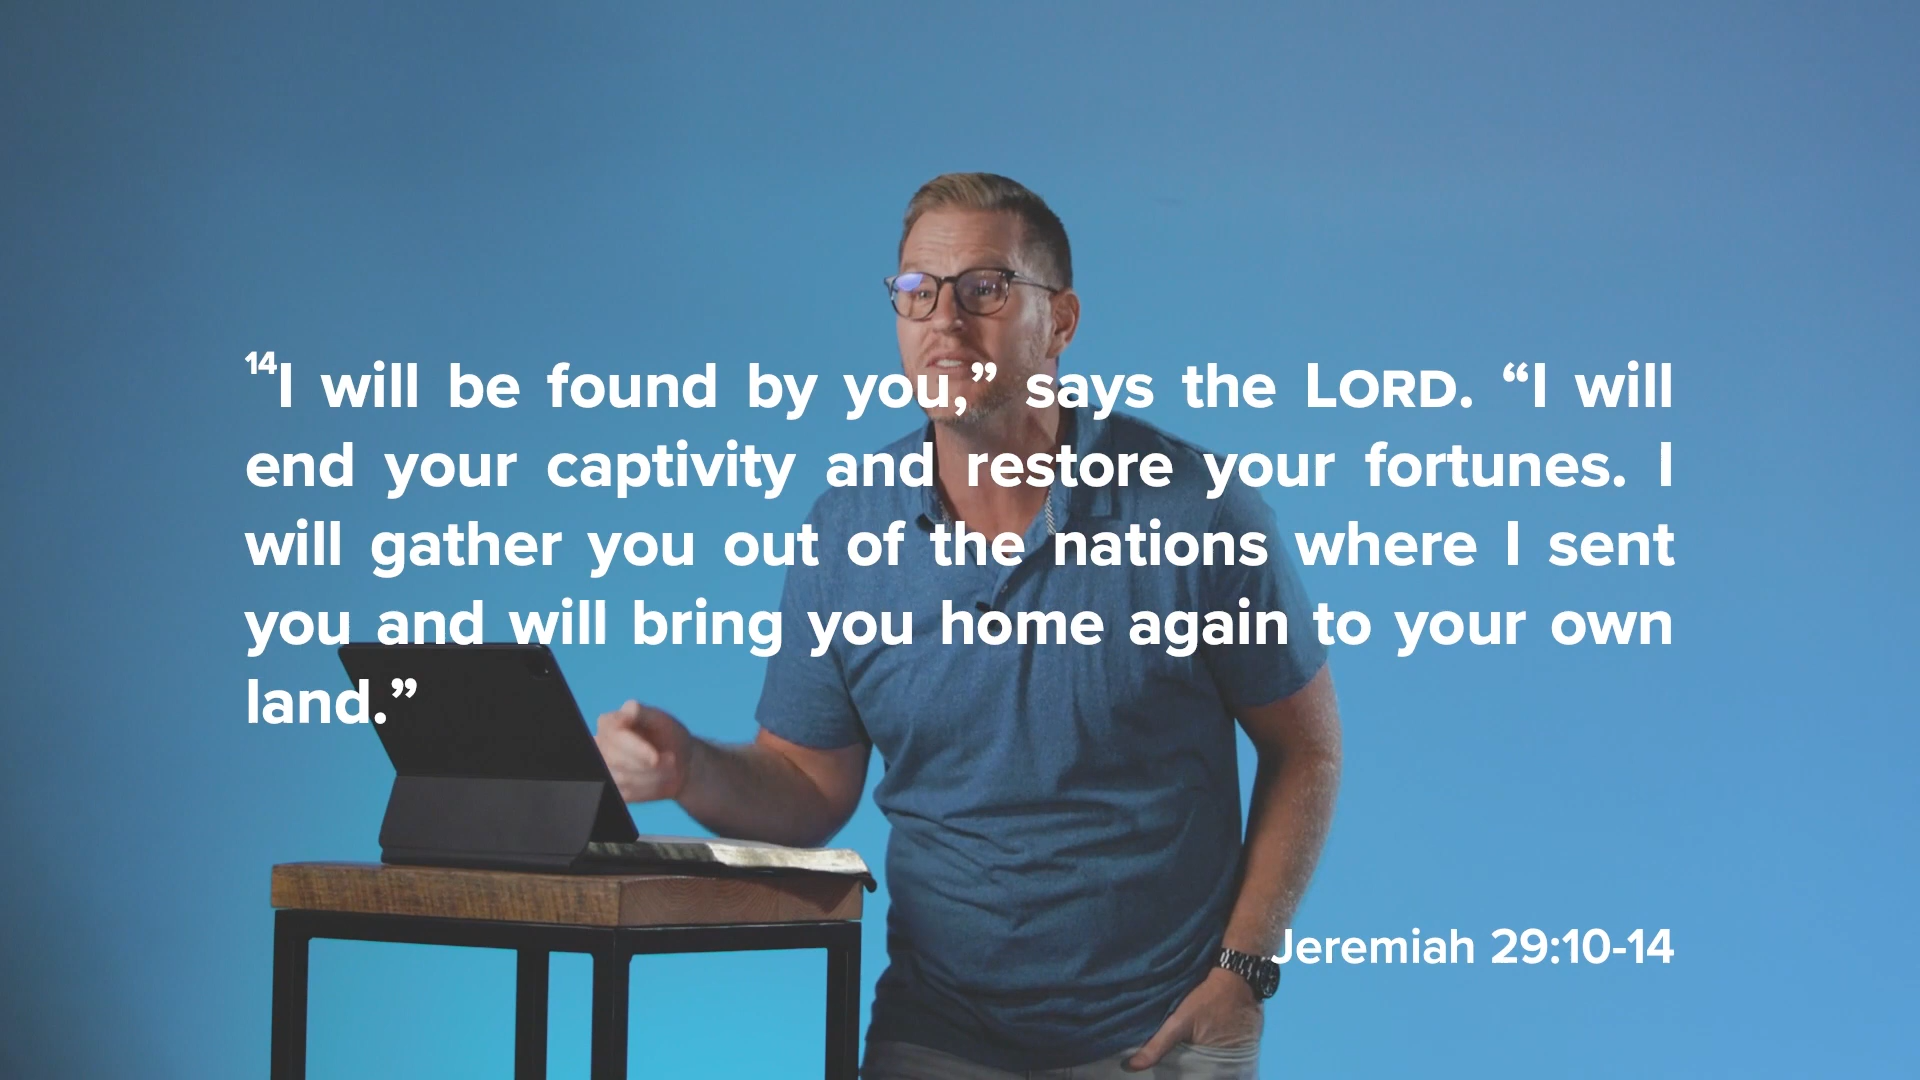 ¹⁴I will be found by you,” says the LORD. “I will
end your captivity and restore your fortunes. I
will gather you out of the nations where I sent
you and will bring you home again to your own
land.”
Jeremiah 29:10-14